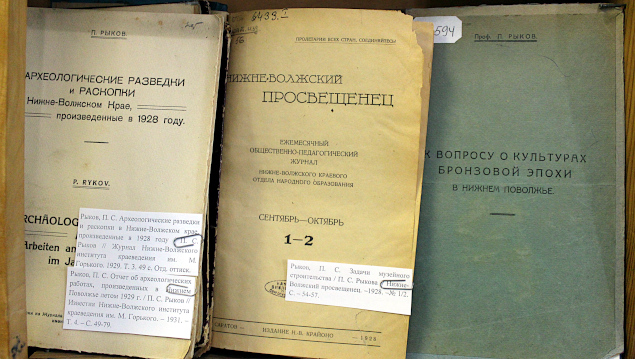 П. РЫКОВ.
АРХЕОЛОГИЧЕСКИЕ РАЗВЕДКИ
и РАСКОПКИ
в Нижне-Волжском Крае,
произведенные в 1928 году.
P. RYKOV.
ARCHÄOLOG
Arbeiten an
im Ja
Рыков, П. С. Археологические разведки
и раскопки в Нижне-Волжском крае,
произведенные в 1928 году / П. С.
Рыков // Журнал Нижне-Волжского
института краеведения им. М.
Горького. 1929. Т. 3. 49 с. Отд. оттиск.
Рыков, П. С. Отчет об археологических
работах, произведенных в Нижнем
Поволжье летом 1929 г. / П. С. Рыков //
Известия Нижне-Волжского института
краеведения им. М. Горького. – 1931. –
Т. 4. – С. 49-70.
ПРОЛЕТАРИИ ВСЕХ СТРАН, СОЕДИНЯЙТЕСЬ!
НИЖНЕ-ВОЛЖСКИЙ
ПРОСВЕЩЕНЕЦ
ЕЖЕМЕСЯЧНЫЙ
ОБЩЕСТВЕННО-ПЕДАГОГИЧЕСКИЙ
ЖУРНАЛ
НИЖНЕ-ВОЛЖСКОГО КРАЕВОГО
ОТДЕЛА НАРОДНОГО ОБРАЗОВАНИЯ
СЕНТЯБРЬ—ОКТЯБРЬ
1—2
Рыков, П. С. Задачи музейного
строительства / П. С. Рыков // Нижне-
Волжский просвещенец. –1928. –№ 1/2.
С. – 54-57.
САРАТОВ — ИЗДАНИЕ Н.-В. КРАЙОНО — 1928
594
Проф. П. РЫКОВ.
К ВОПРОСУ О КУЛЬТУРАХ
БРОНЗОВОЙ ЭПОХИ
В НИЖНЕМ ПОВОЛЖЬЕ.